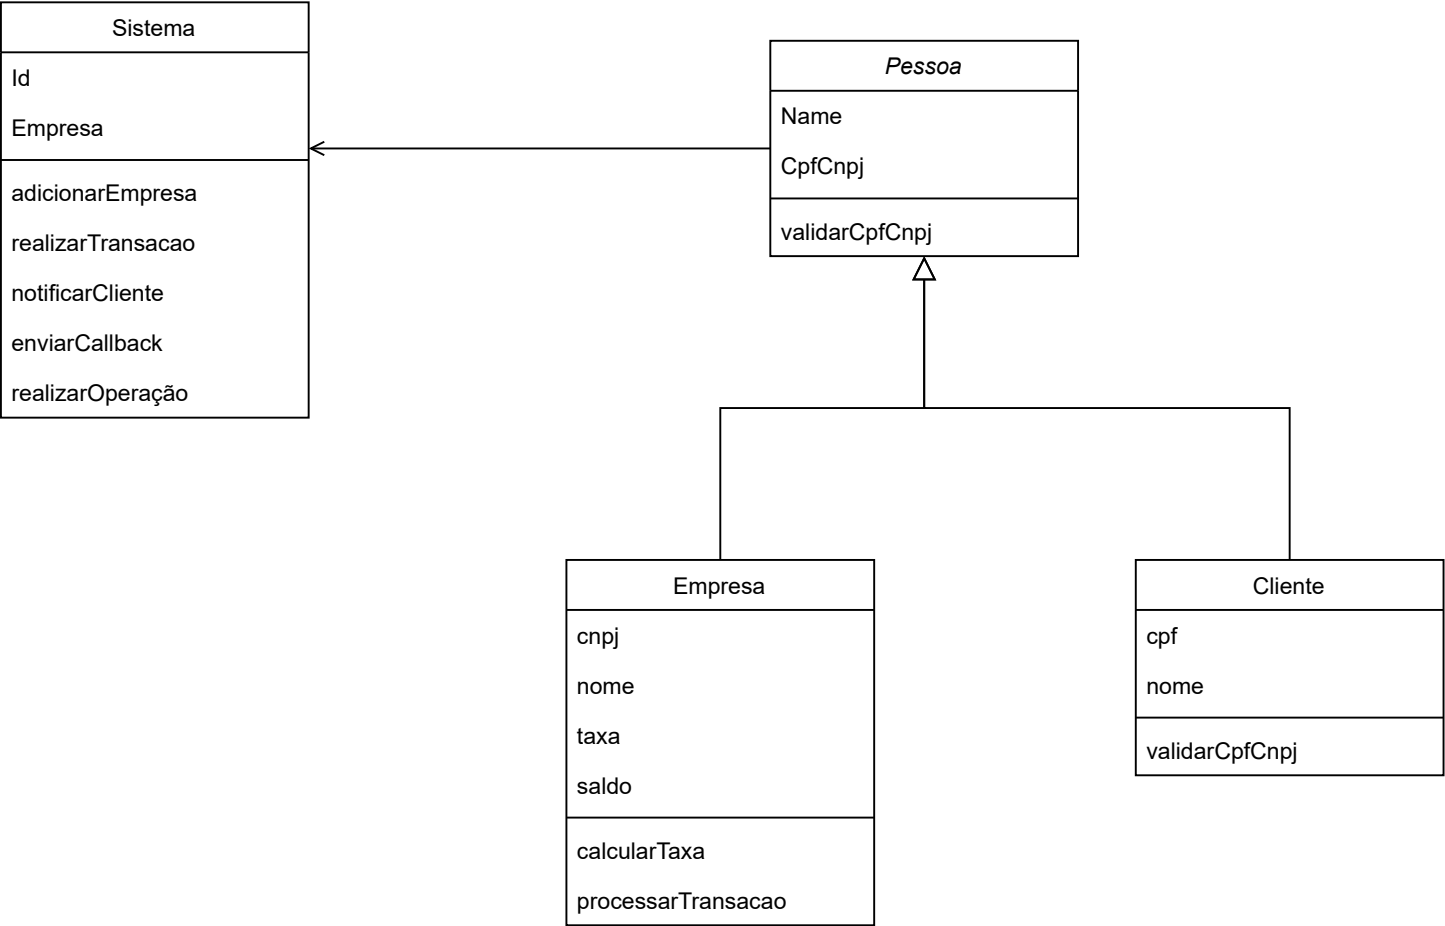 Sistema
Id
Empresa
adicionarEmpresa
realizarTransacao
notificarCliente
enviarCallback
realizarOperação
Pessoa
Name
CpfCnpj
validarCpfCnpj
Empresa
cnpj
nome
taxa
saldo
calcularTaxa
processarTransacao
Cliente
cpf
nome
validarCpfCnpj